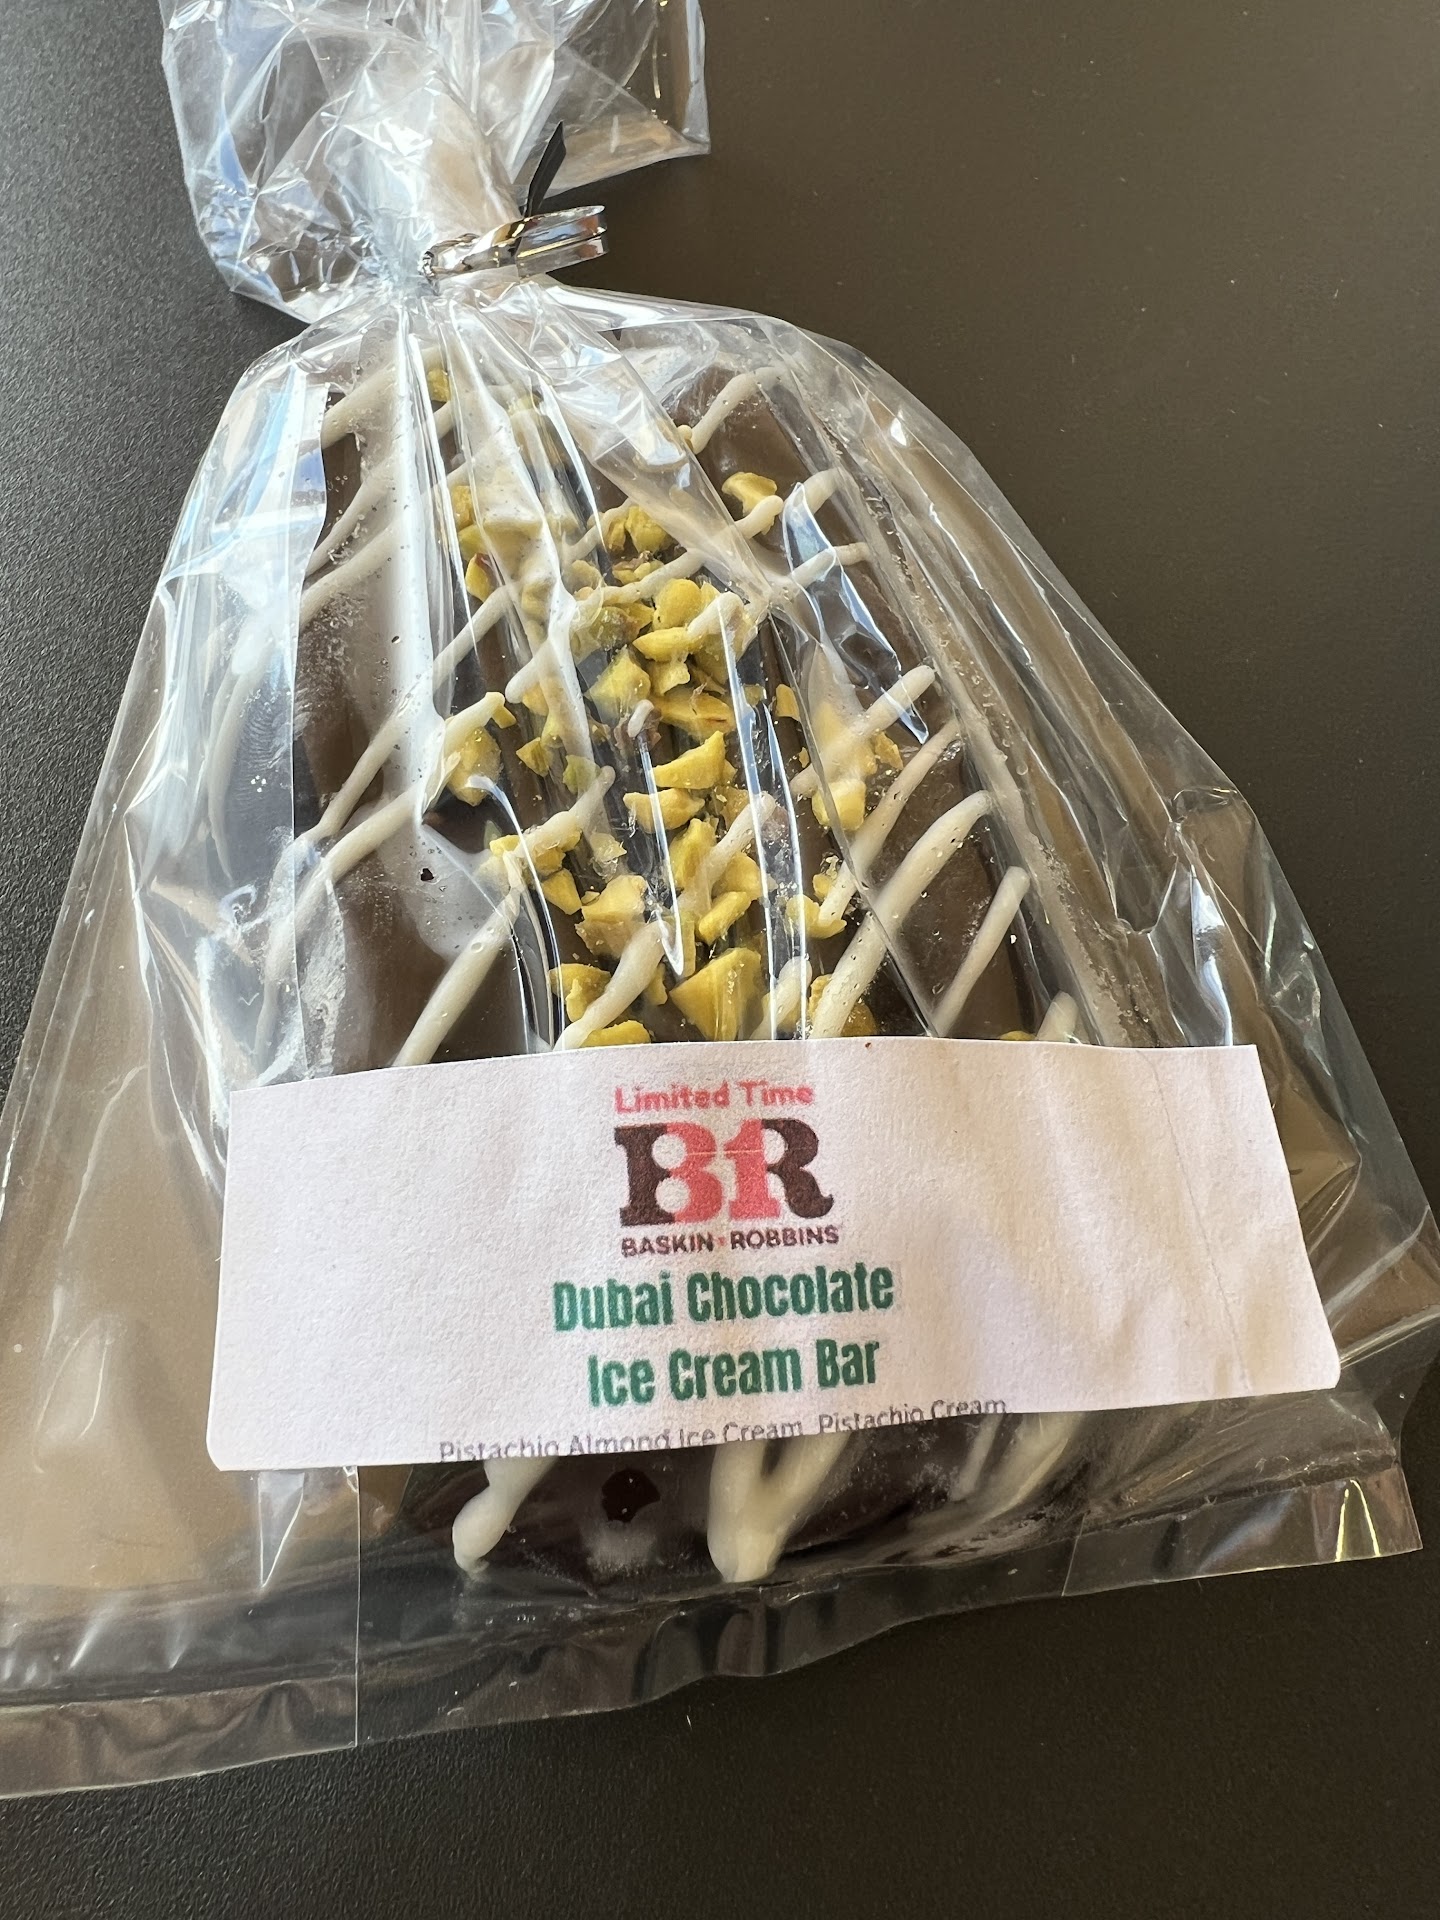 Limited Time
BR
BASKIN·ROBBINS
Dubai Chocolate
Ice Cream Bar
Pistachio Almond Ice Cream, Pistachio Cream,